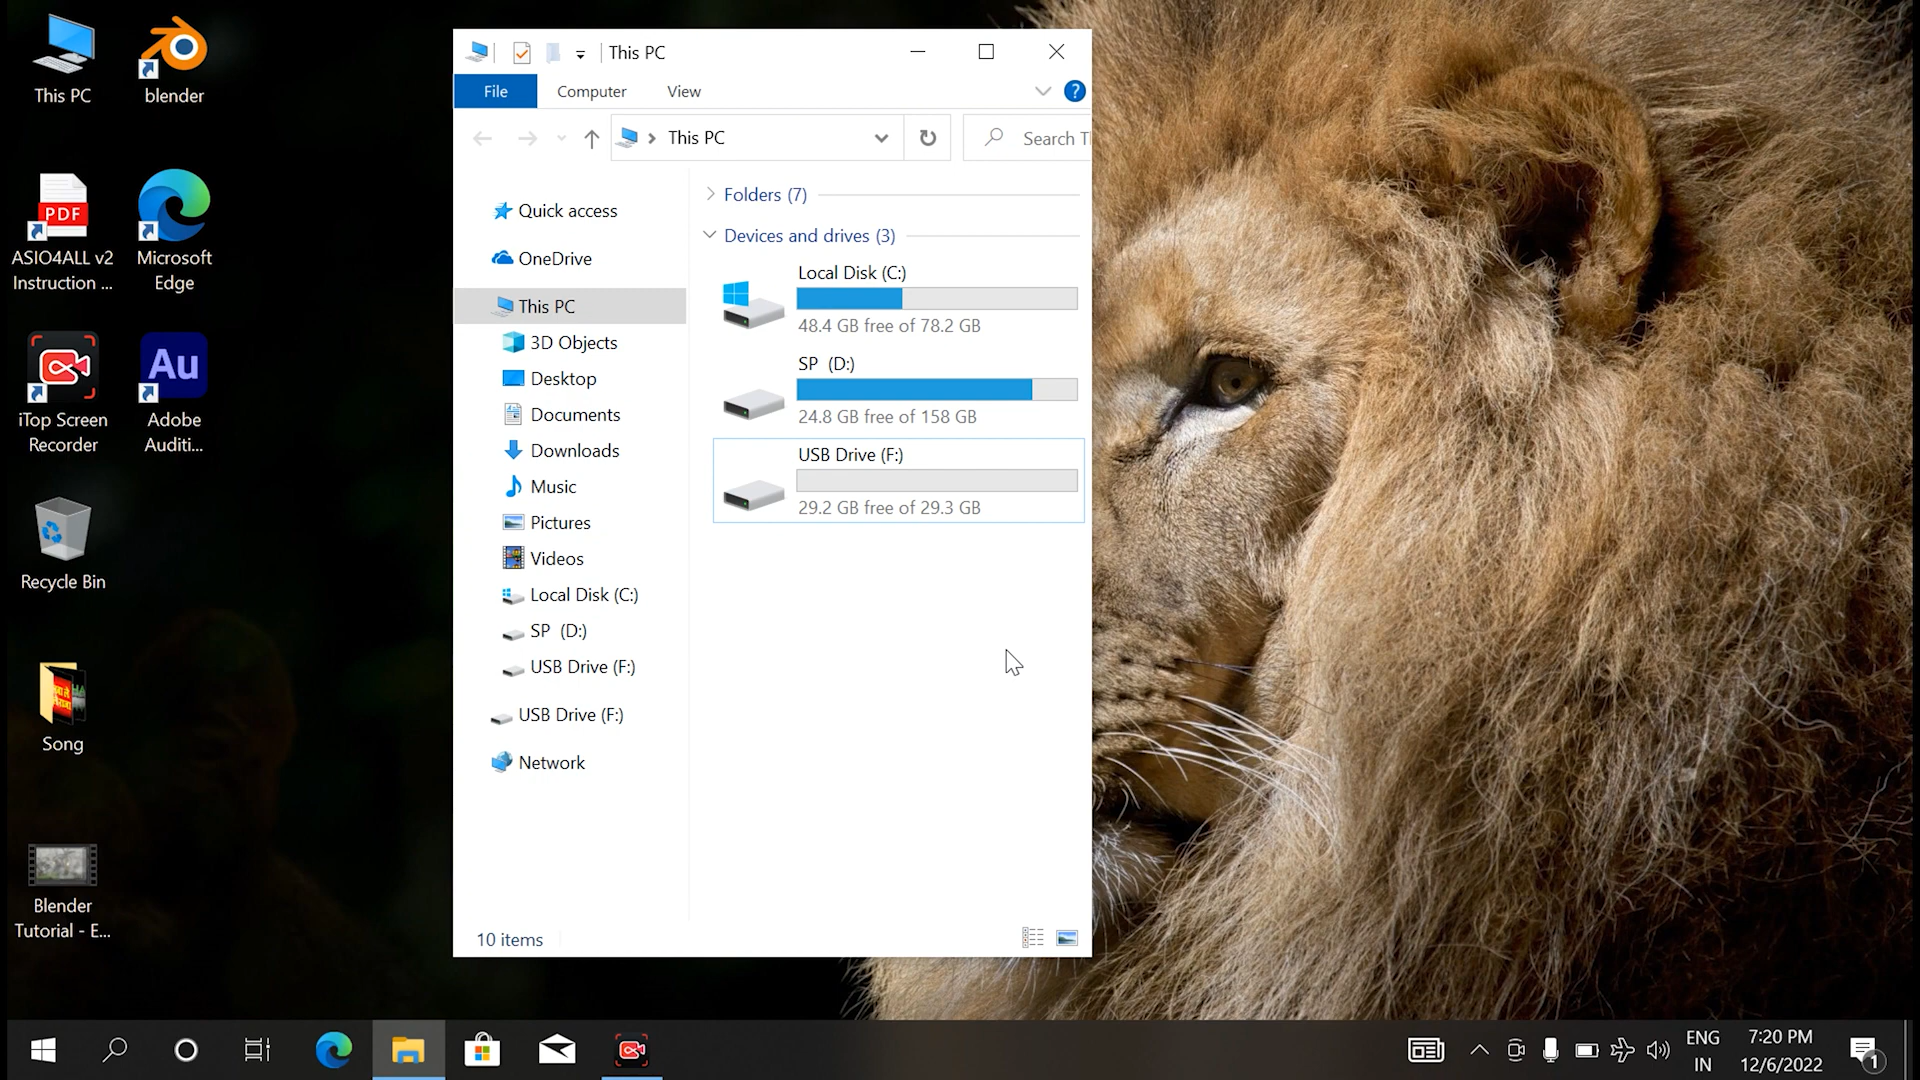 This PC
blender
PDF
ASIO4ALL v2
Instruction ...
Microsoft
Edge
iTop Screen
Recorder
Au
Adobe
Auditi...
Recycle Bin
Song
Blender
Tutorial - E...
This PC
File
Computer
View
?
This PC
Search T
Quick access
OneDrive
This PC
3D Objects
Desktop
Documents
Downloads
Music
Pictures
Videos
Local Disk (C:)
SP (D:)
USB Drive (F:)
USB Drive (F:)
Network
Folders (7)
Devices and drives (3)
Local Disk (C:)
48.4 GB free of 78.2 GB
SP (D:)
24.8 GB free of 158 GB
USB Drive (F:)
29.2 GB free of 29.3 GB
10 items
ENG
IN
7:20 PM
12/6/2022
1